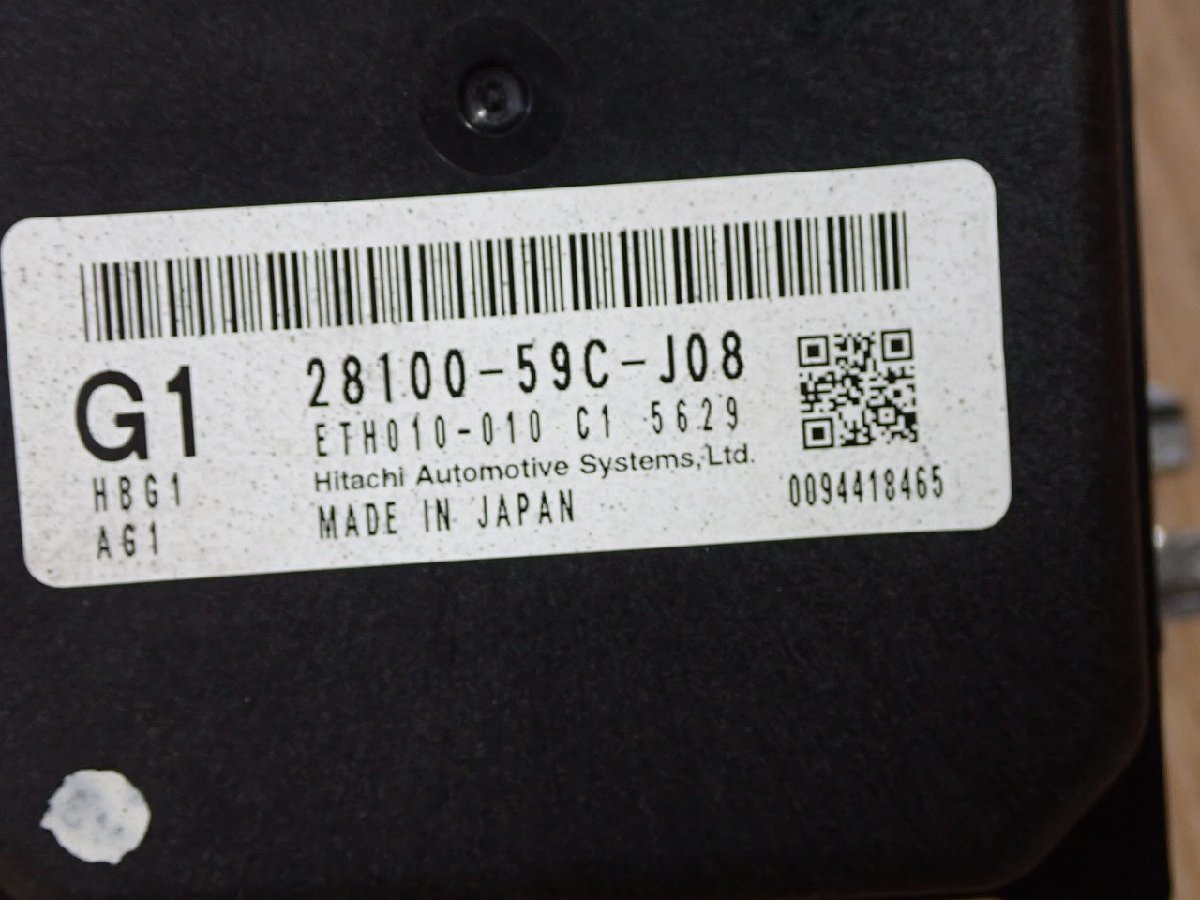 G1
28100-59C-J08
ETH010-010 C1 5629
HBG1
Hitachi Automotive Systems, Ltd.
AG1
MADE IN JAPAN
0094418465